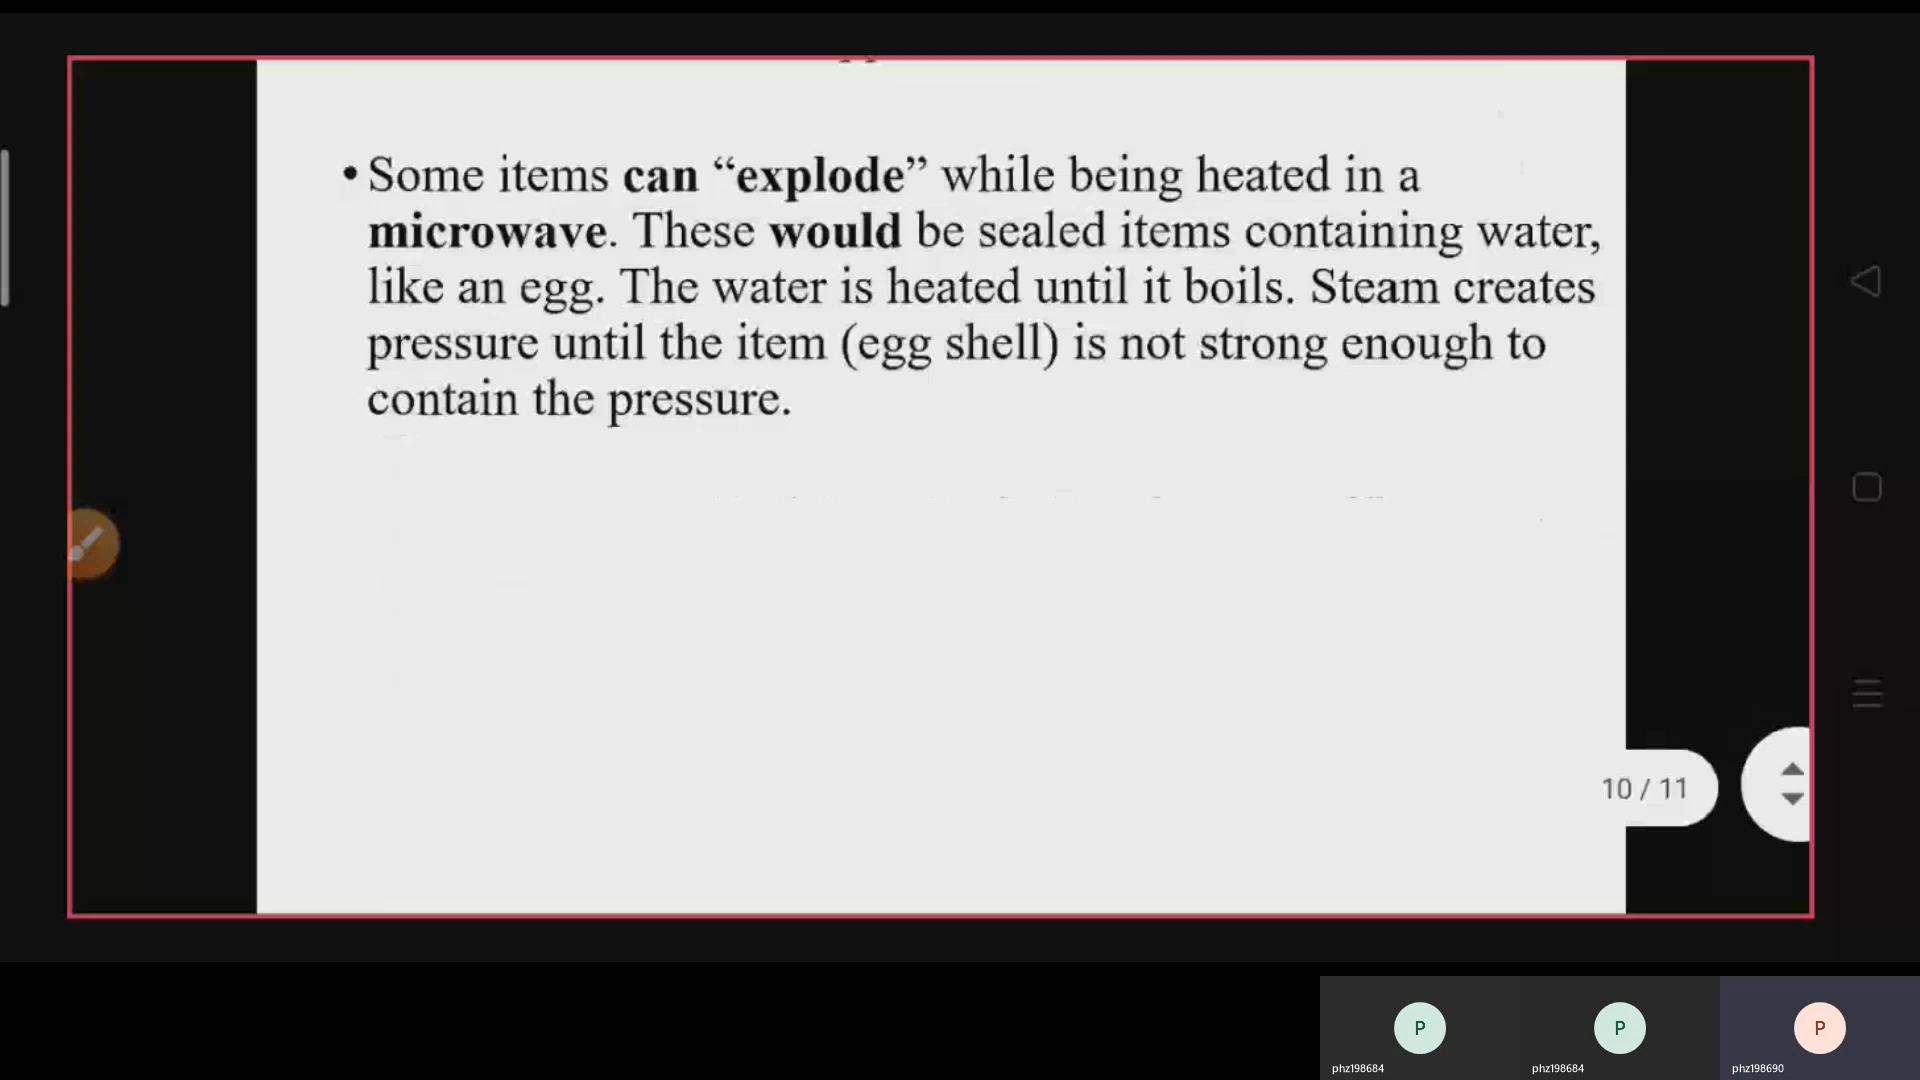 • Some items can “explode” while being heated in a
microwave. These would be sealed items containing water,
like an egg. The water is heated until it boils. Steam creates
pressure until the item (egg shell) is not strong enough to
contain the pressure.
10 / 11
P
P
P
phz198684
phz198684
phz198690